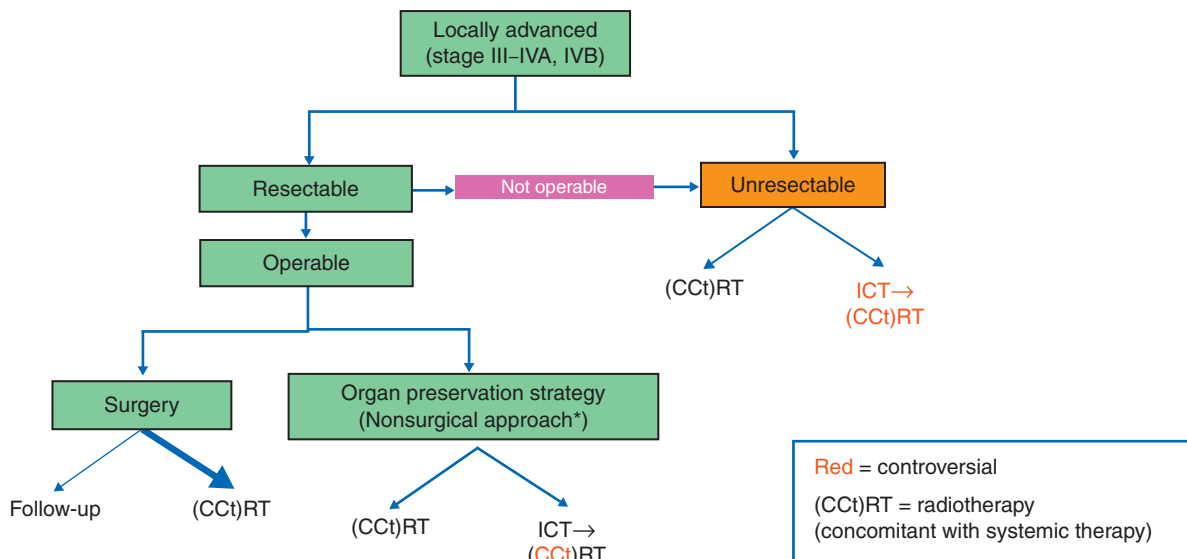 Locally advanced
(stage III–IVA, IVB)
Resectable
Not operable
Unresectable
Operable
(CCt)RT
ICT→
(CCt)RT
Surgery
Organ preservation strategy
(Nonsurgical approach*)
Follow-up
(CCt)RT
(CCt)RT
ICT→
(CCt)RT
Red = controversial
(CCt)RT = radiotherapy
(concomitant with systemic therapy)